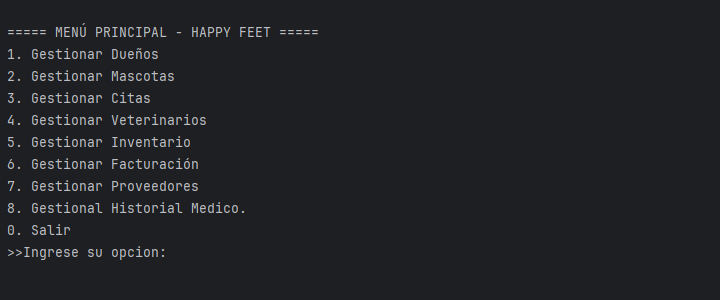 ===== MENÚ PRINCIPAL - HAPPY FEET =====
1. Gestionar Dueños
2. Gestionar Mascotas
3. Gestionar Citas
4. Gestionar Veterinarios
5. Gestionar Inventario
6. Gestionar Facturación
7. Gestionar Proveedores
8. Gestional Historial Medico.
0. Salir
>>Ingrese su opcion: